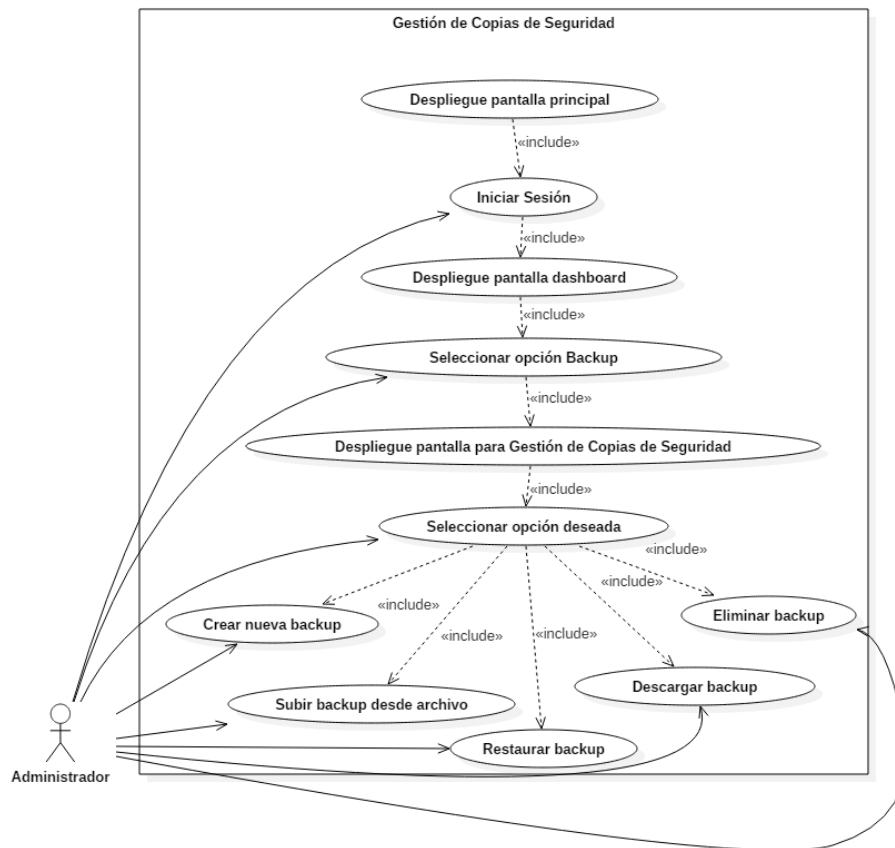 Gestión de Copias de Seguridad
Despliegue pantalla principal
«include»
Iniciar Sesión
«include»
Despliegue pantalla dashboard
«include»
Seleccionar opción Backup
«include»
Despliegue pantalla para Gestión de Copias de Seguridad
«include»
Seleccionar opción deseada
«include»
«include»
«include»
«include»
«include»
Crear nueva backup
Eliminar backup
Subir backup desde archivo
Descargar backup
Restaurar backup
Administrador